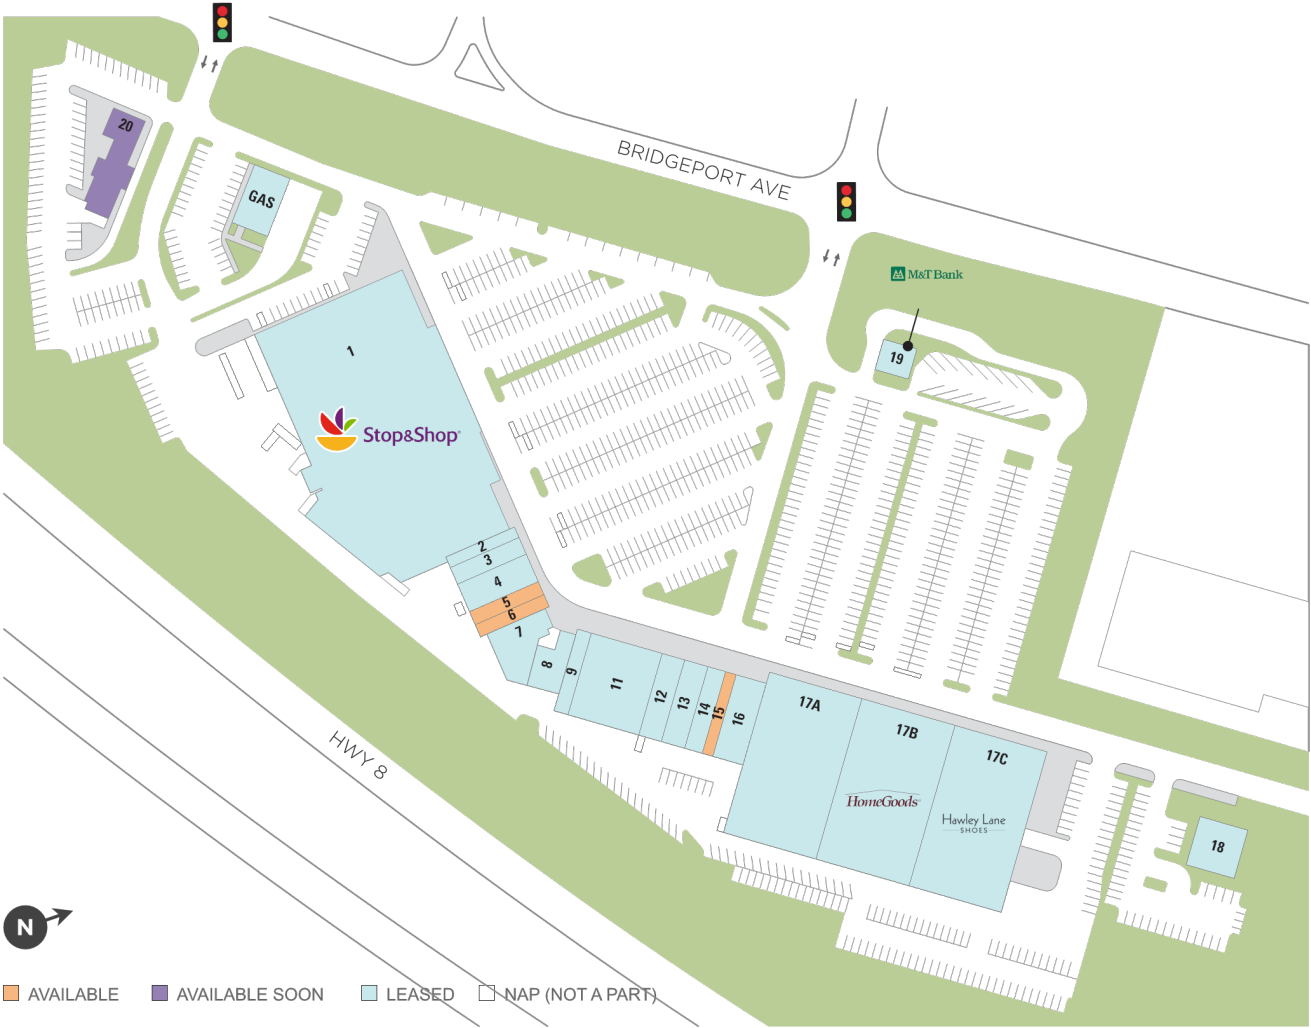 20
BRIDGEPORT AVE
GAS
M&T Bank
19
1
Stop&Shop
2
3
4
5
6
7
8
9
11
12
13
14
15
16
17A
17B
17C
HomeGoods
Hawley Lane
SHOES
18
HWY 8
N
AVAILABLE
AVAILABLE SOON
LEASED
NAP (NOT A PART)